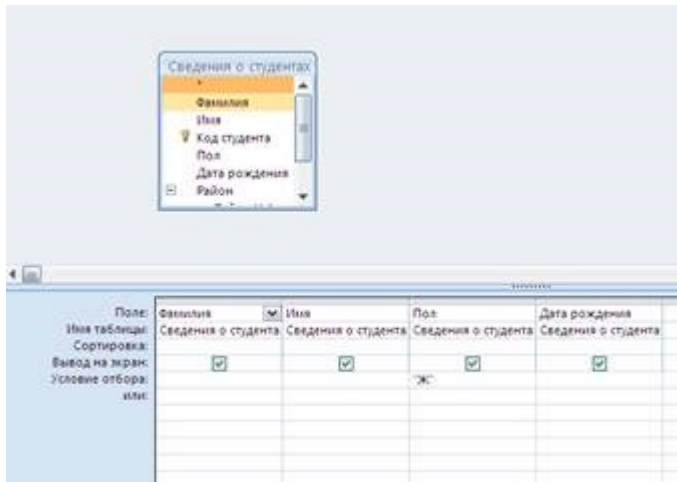 Сведения о студентах
*
Фамилия
Имя
Код студента
Пол
Дата рождения
Район
Поле: Фамилия Имя Пол Дата рождения
Имя таблицы: Сведения о студента Сведения о студента Сведения о студента Сведения о студента
Сортировка:
Вывод на экран:
Условие отбора: "Ж"
или: